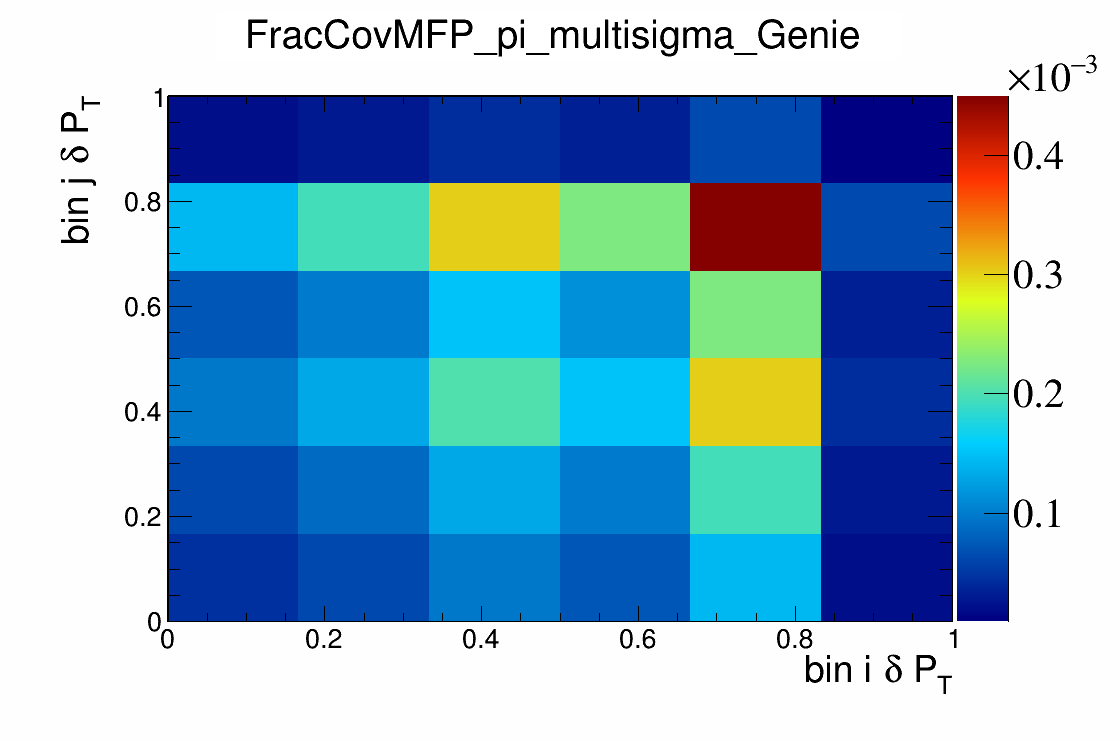 FracCovMFP_pi_multisigma_Genie
×10⁻³
bin j δ P_T
1
0.8
0.6
0.4
0.2
0
0 0.2 0.4 0.6 0.8 1
bin i δ P_T
0.4
0.3
0.2
0.1